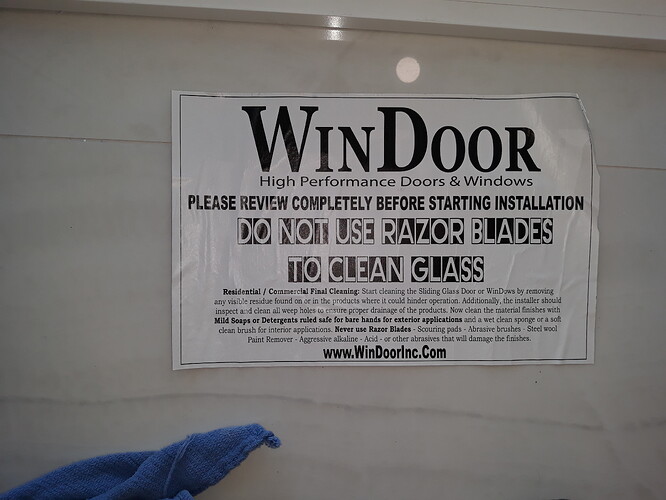 WINDOOR
High Performance Doors & Windows
PLEASE REVIEW COMPLETELY BEFORE STARTING INSTALLATION
DO NOT USE RAZOR BLADES
TO CLEAN GLASS
Residential / Commercial Final Cleaning: Start cleaning the Sliding Glass Door or WinDows by removing
any visible residue found on or in the products where it could hinder operation. Additionally, the installer should
inspect and clean all weep holes to ensure proper drainage of the products. Now clean the material finishes with
Mild Soaps or Detergents ruled safe for bare hands for exterior applications and a wet clean sponge or a soft
clean brush for interior applications. Never use Razor Blades - Scouring pads - Abrasive brushes - Steel wool
Paint Remover - Aggressive alkaline - Acid - or other abrasives that will damage the finishes.
www.WinDoorInc.Com